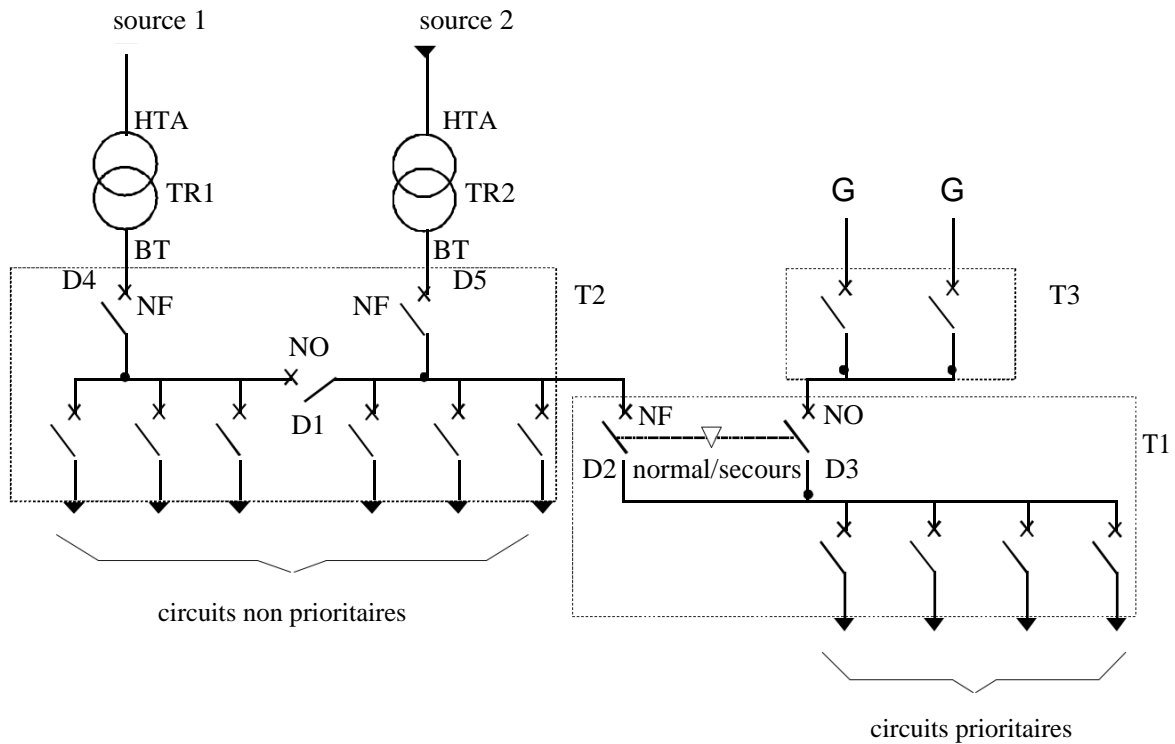 source 1
source 2
HTA
HTA
TR1
TR2
G
G
BT
BT
D4
D5
T2
T3
NF
NF
NO
D1
NF
NO
T1
D2
normal/secours
D3
circuits non prioritaires
circuits prioritaires